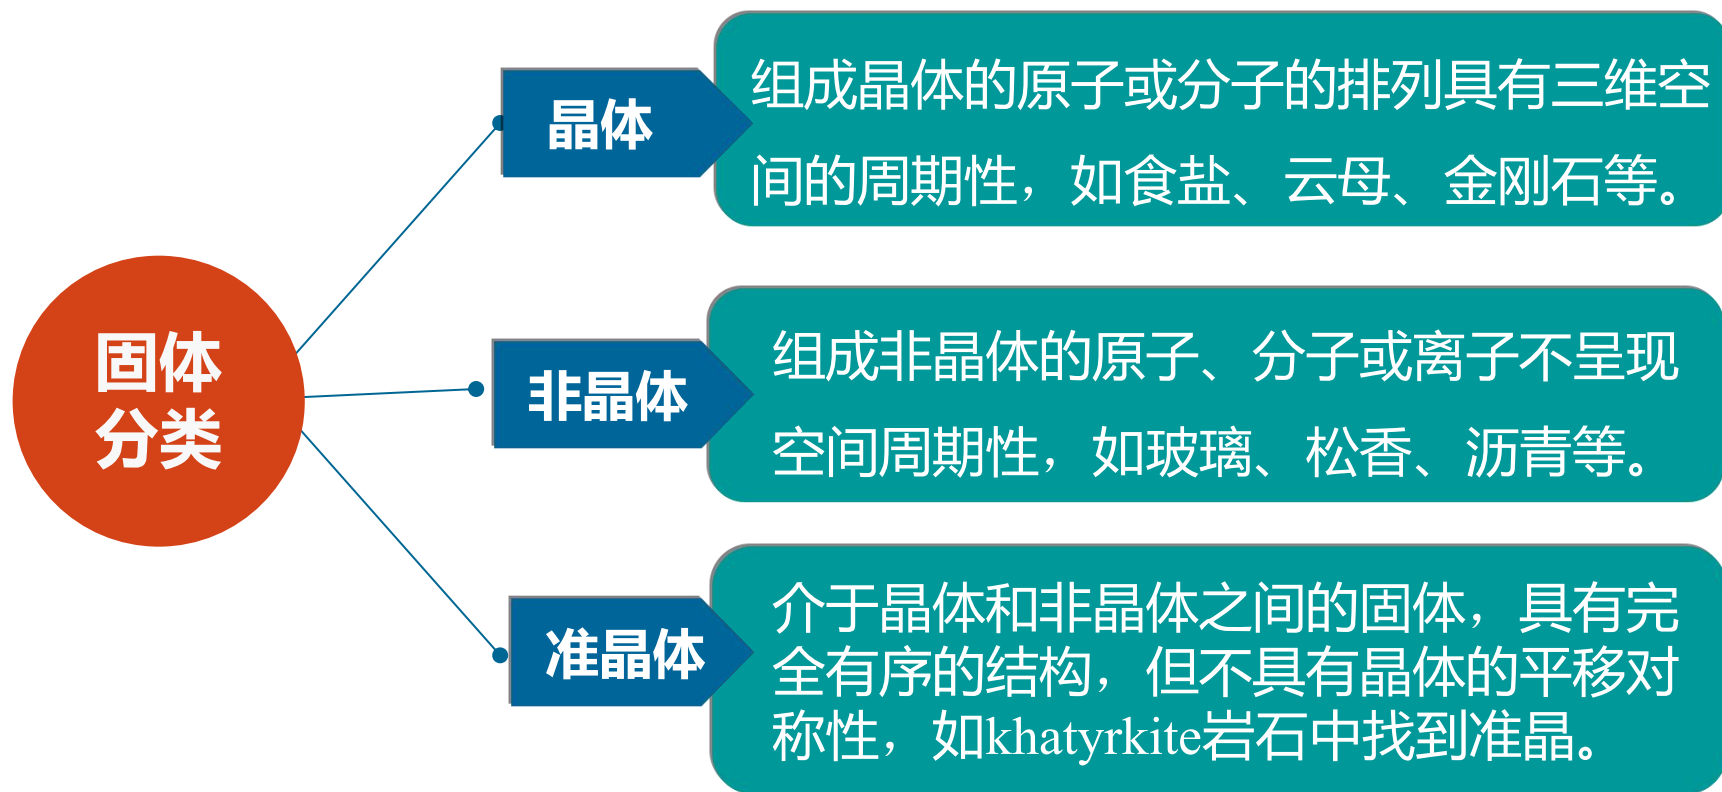 固体
分类
晶体
组成晶体的原子或分子的排列具有三维空
间的周期性，如食盐、云母、金刚石等。
非晶体
组成非晶体的原子、分子或离子不呈现
空间周期性，如玻璃、松香、沥青等。
准晶体
介于晶体和非晶体之间的固体，具有完
全有序的结构，但不具有晶体的平移对
称性，如khatyrkite岩石中找到准晶。